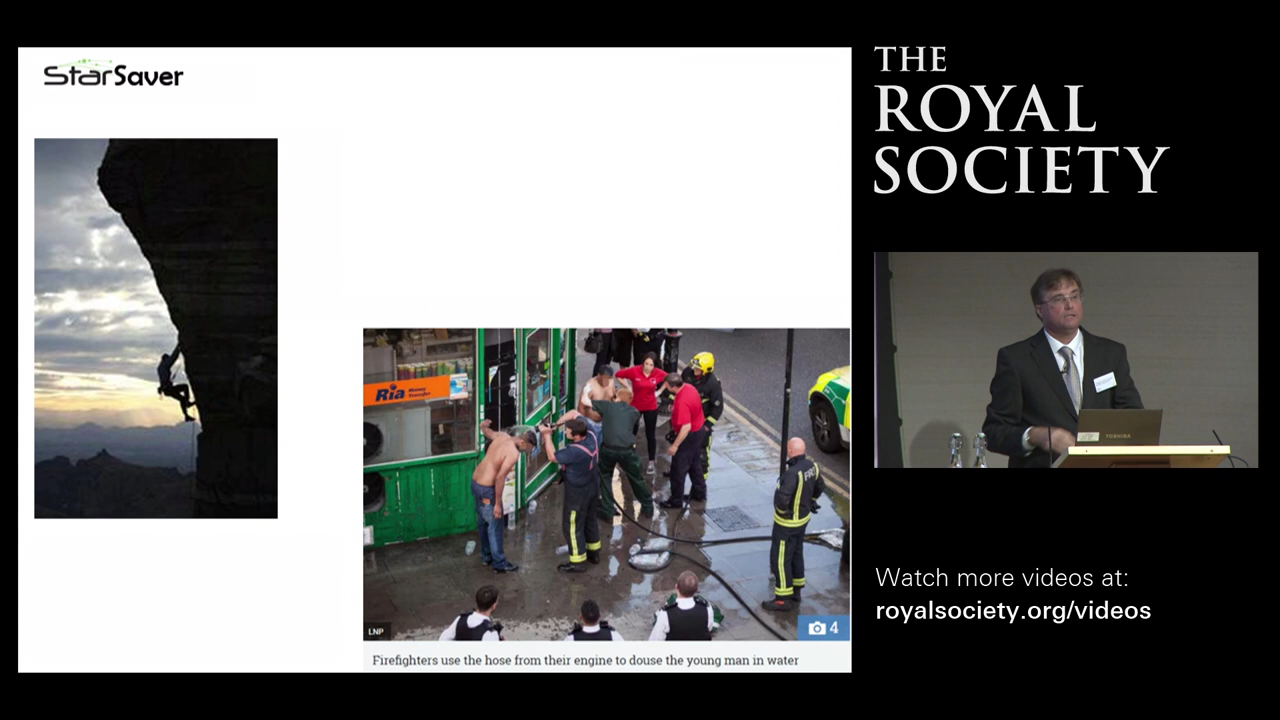 StarSaver
Ria Money
Transfer
LNP
4
Firefighters use the hose from their engine to douse the young man in water
THE
ROYAL
SOCIETY
TOSHIBA
Watch more videos at:
royalsociety.org/videos